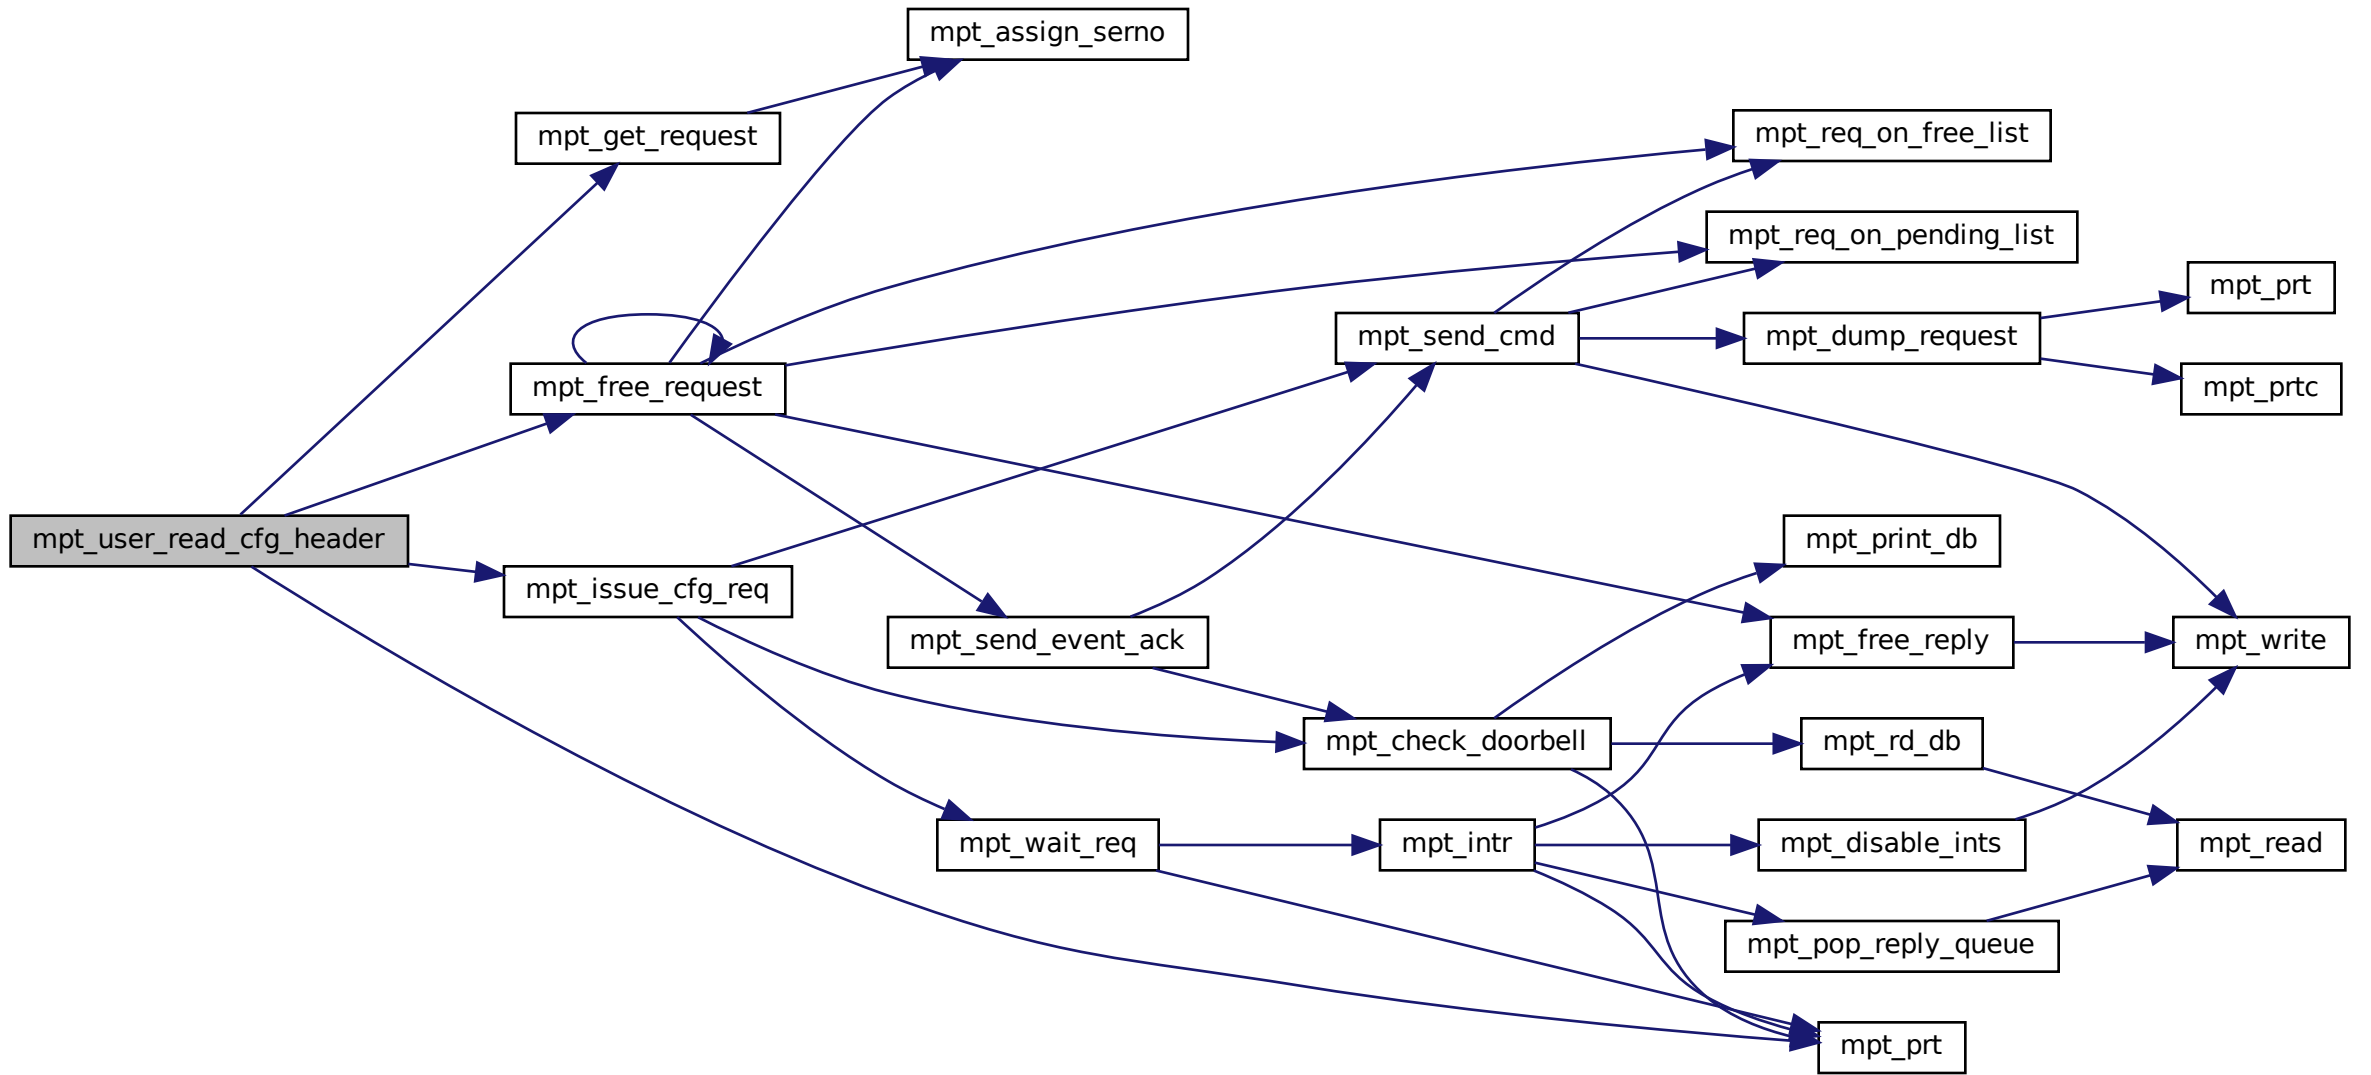 mpt_assign_serno
mpt_get_request
mpt_req_on_free_list
mpt_req_on_pending_list
mpt_prt
mpt_send_cmd
mpt_dump_request
mpt_free_request
mpt_prtc
mpt_user_read_cfg_header
mpt_print_db
mpt_issue_cfg_req
mpt_send_event_ack
mpt_free_reply
mpt_write
mpt_check_doorbell
mpt_rd_db
mpt_wait_req
mpt_intr
mpt_disable_ints
mpt_read
mpt_pop_reply_queue
mpt_prt